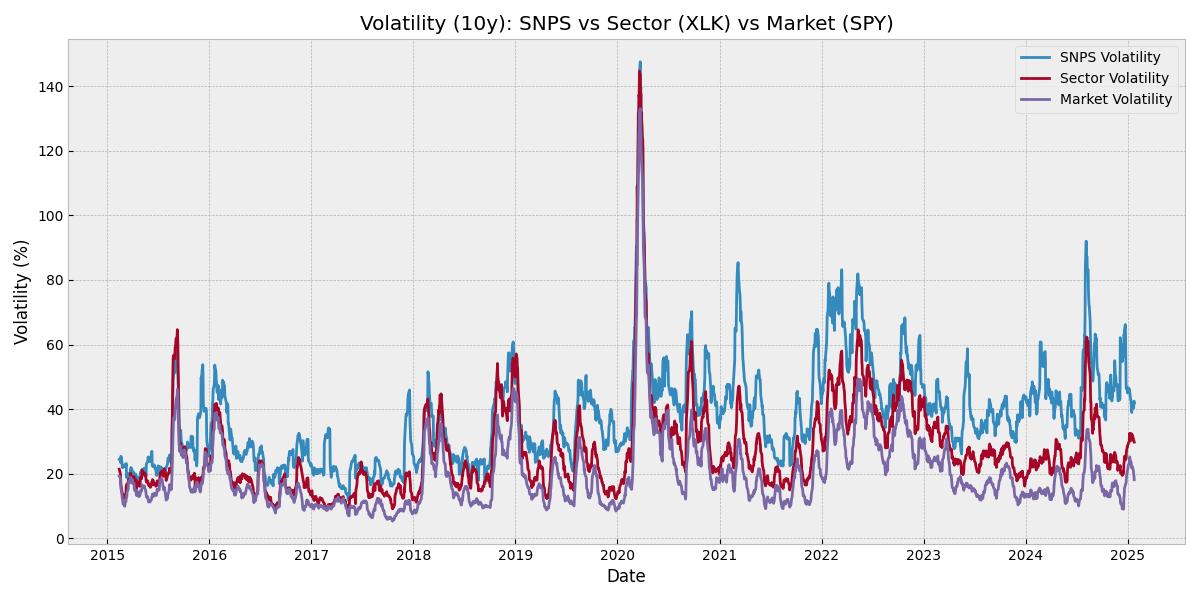 Volatility (10y): SNPS vs Sector (XLK) vs Market (SPY)
SNPS Volatility
Sector Volatility
Market Volatility
Volatility (%)
140
120
100
80
60
40
20
0
2015 2016 2017 2018 2019 2020 2021 2022 2023 2024 2025
Date